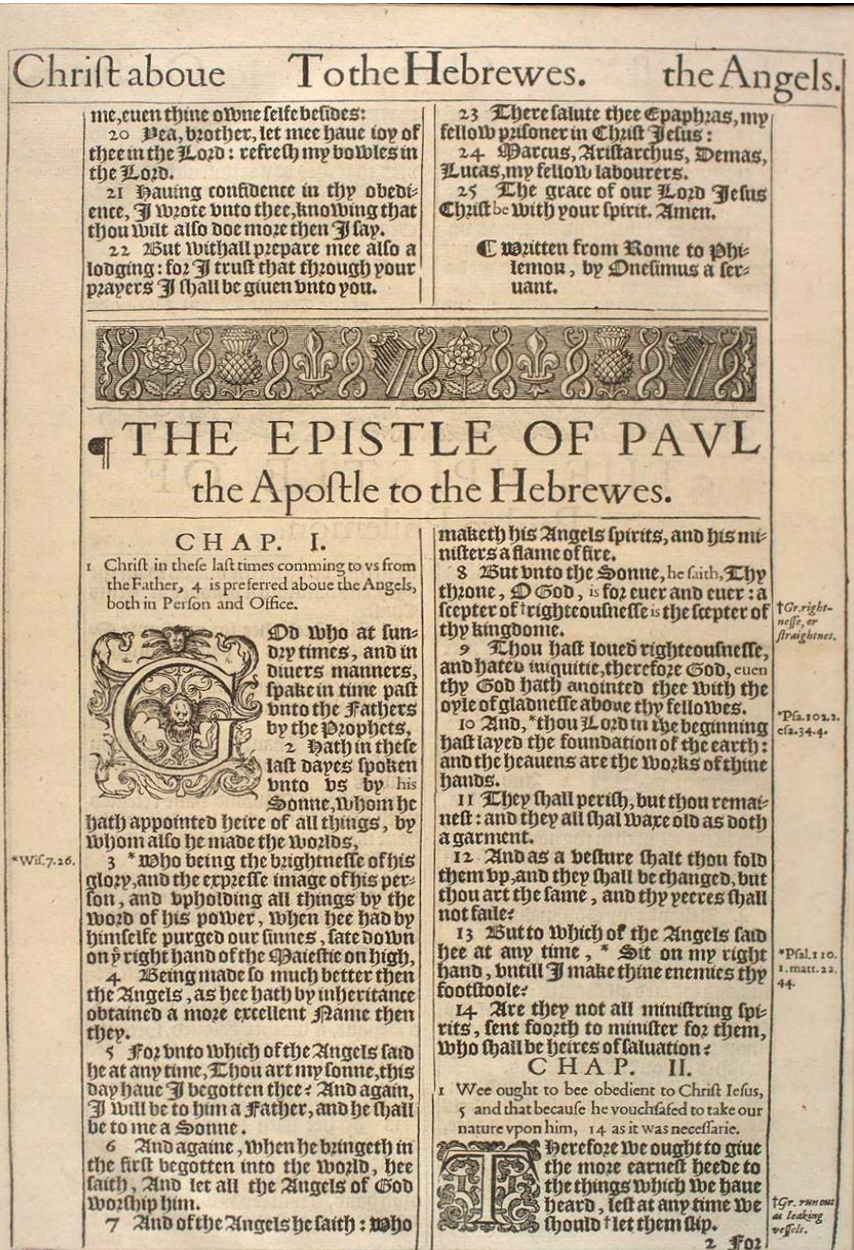 Christ aboue To the Hebrewes. the Angels.
me, euen thine owne selfe besides:
20 Yea, brother, let mee haue ioy of
thee in the Lord: refresh my bowles in
the Lord.
21 Hauing confidence in thy obedi-
ence, I wrote vnto thee, knowing that
thou wilt also doe more then I say.
22 But withall prepare mee also a
lodging: for I trust that through your
prayers I shall be giuen vnto you.
23 There salute thee Epaphras, my
fellow prisoner in Christ Jesus:
24 Marcus, Aristarchus, Demas,
Lucas, my fellow labourers.
25 The grace of our Lord Jesus
Christ be with your spirit. Amen.
¶ Written from Rome to Phi-
lemon, by Onesimus a ser-
uant.
¶ THE EPISTLE OF PAVL
the Apostle to the Hebrewes.
CHAP. I.
1 Christ in these last times comming to vs from
the Father, 4 is preferred aboue the Angels,
both in Person and Office.
GOd who at sun-
dry times, and in
diuers manners,
spake in time past
vnto the Fathers
by the Prophets,
2 Hath in these
last dayes spoken
vnto vs by his
Sonne, whom he
hath appointed heire of all things, by
whom also he made the worlds,
*Wis. 7.26.
3 *Who being the brightnesse of his
glory, and the expresse image of his per-
son, and vpholding all things by the
word of his power, when hee had by
himselfe purged our sinnes, sate down
on yͤ right hand of the Maiestie on high,
4 Being made so much better then
the Angels, as hee hath by inheritance
obtained a more excellent Name then
they.
5 For vnto which of the Angels said
he at any time, Thou art my sonne, this
day haue I begotten thee? And again,
I will be to him a Father, and he shall
be to me a Sonne.
6 And againe, when he bringeth in
the first begotten into the world, hee
saith, And let all the Angels of God
worship him.
7 And of the Angels he saith: Who
maketh his Angels spirits, and his mi-
nisters a flame of fire.
8 But vnto the Sonne, he saith, Thy
throne, O God, is for euer and euer: a
scepter of †righteousnesse is the scepter of
thy kingdome.
†Gr. right-
nesse, or
straightnes.
9 Thou hast loued righteousnesse,
and hated iniquitie, therefore God, euen
thy God hath anointed thee with the
oyle of gladnesse aboue thy fellowes.
10 And, *thou Lord in the beginning
hast layed the foundation of the earth:
and the heauens are the works of thine
hands.
*Psa. 102.2.
esa. 34.4.
11 They shall perish, but thou remai-
nest: and they all shal waxe old as doth
a garment.
12 And as a vesture shalt thou fold
them vp, and they shall be changed, but
thou art the same, and thy yeeres shall
not faile?
13 But to which of the Angels said
hee at any time, * Sit on my right
hand, vntill I make thine enemies thy
footstoole?
*Psal. 110.
1. matt. 22.
44.
14 Are they not all ministring spi-
rits, sent foorth to minister for them,
who shall be heires of saluation?
CHAP. II.
1 Wee ought to bee obedient to Christ Iesus,
5 and that because he vouchsafed to take our
nature vpon him, 14 as it was necessarie.
THerefore we ought to giue
the more earnest heede to
the things which we haue
heard, lest at any time we
should †let them slip.
†Gr. run out
as leaking
vessels.
2 For